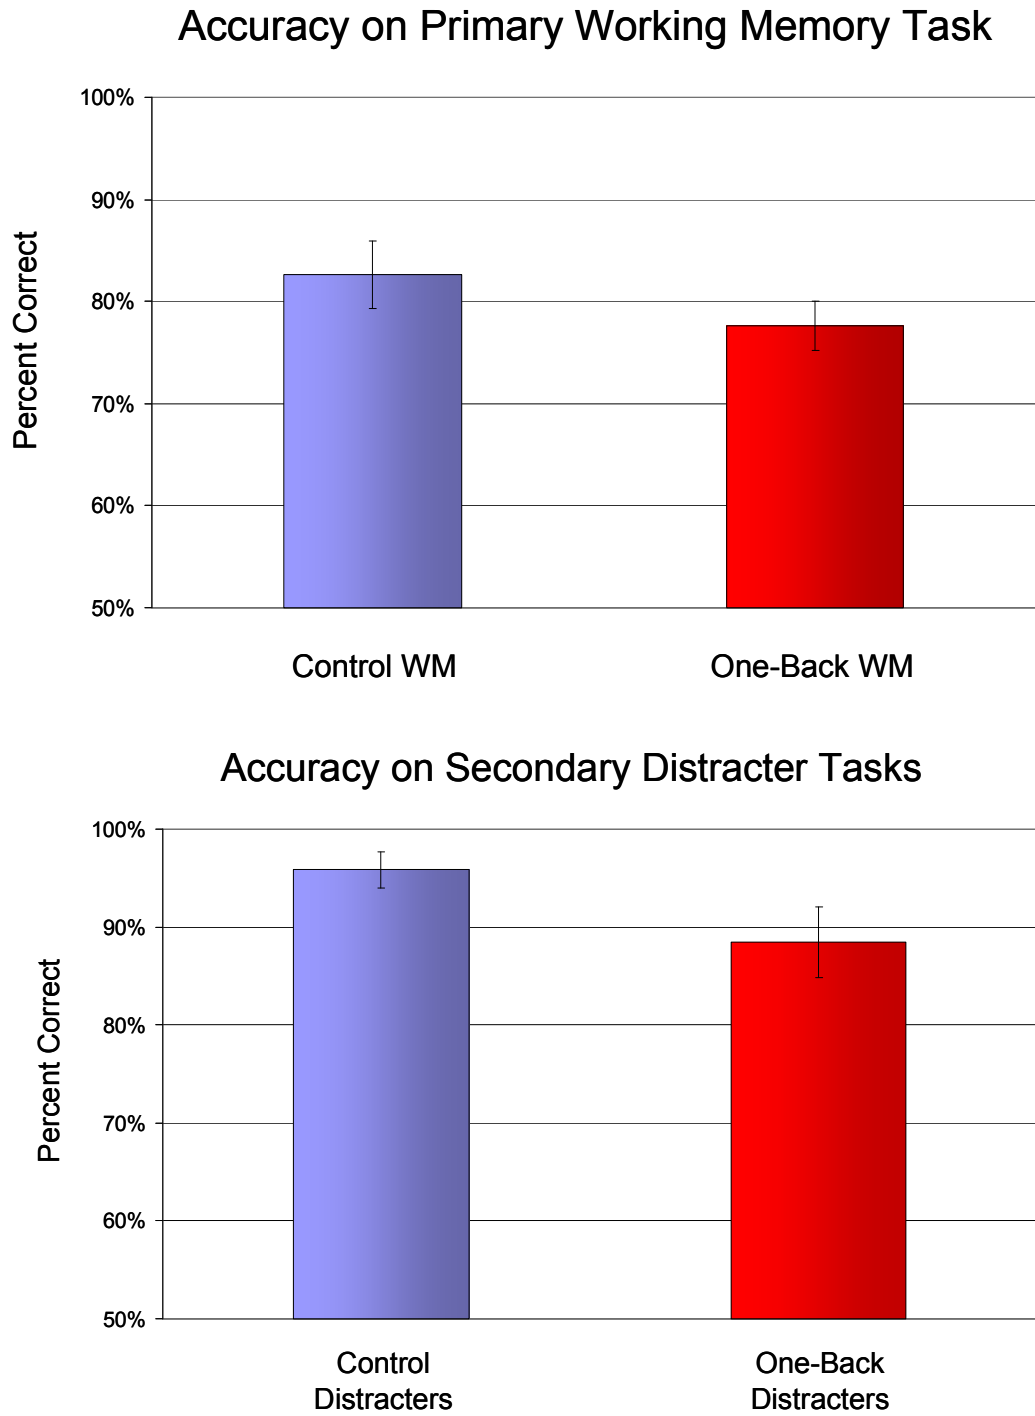 Accuracy on Primary Working Memory Task
100%
90%
80%
70%
60%
50%
Percent Correct
Control WM
One-Back WM
Accuracy on Secondary Distracter Tasks
100%
90%
80%
70%
60%
50%
Percent Correct
Control
Distracters
One-Back
Distracters